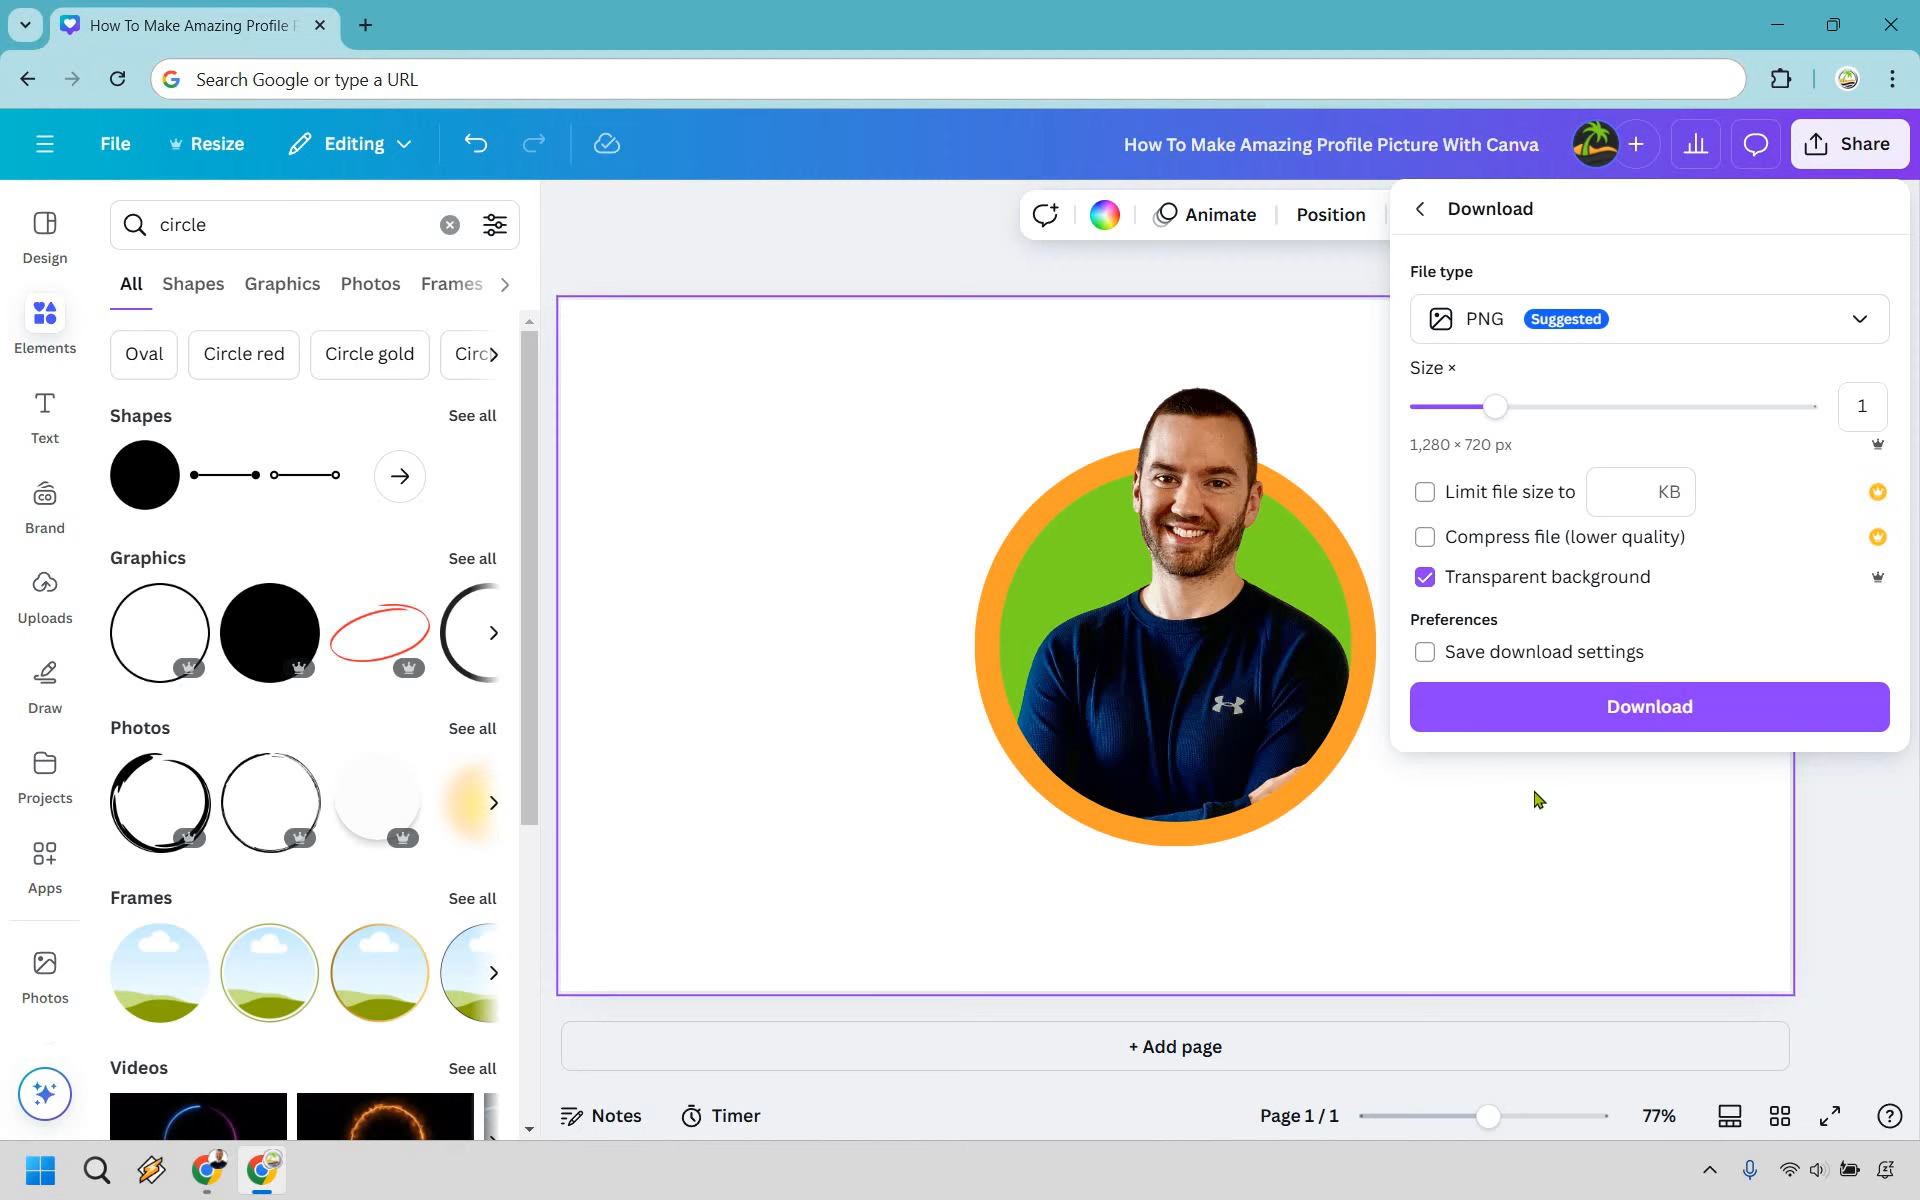 How To Make Amazing Profile
Search Google or type a URL
File
Resize
Editing
How To Make Amazing Profile Picture With Canva
Share
Design
Elements
Text
Brand
Uploads
Draw
Projects
Apps
Photos
circle
All Shapes Graphics Photos Frames
Oval
Circle red
Circle gold
Circ
Shapes
See all
Graphics
See all
Photos
See all
Frames
See all
Videos
See all
Animate
Position
Download
File type
PNG
Suggested
Size ×
1
1,280 × 720 px
Limit file size to
KB
Compress file (lower quality)
Transparent background
Preferences
Save download settings
Download
+ Add page
Notes
Timer
Page 1 / 1
77%